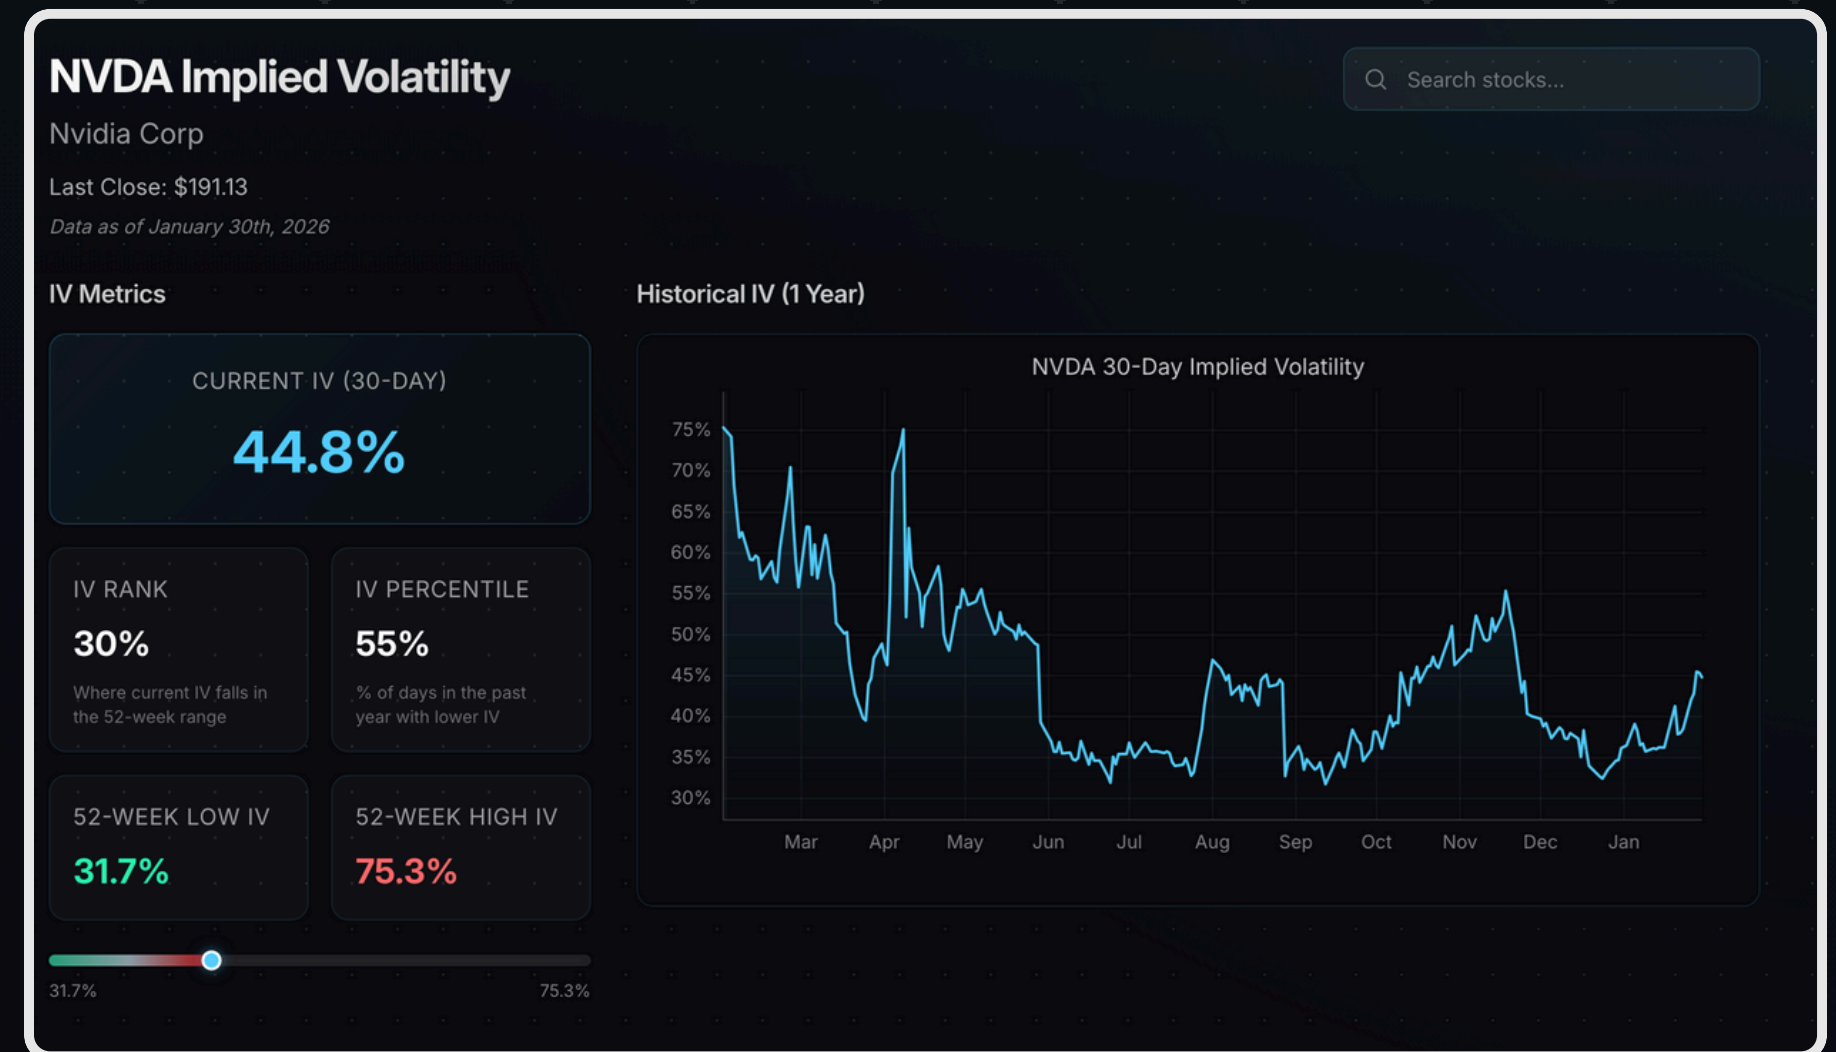 NVDA Implied Volatility
Search stocks...
Nvidia Corp
Last Close: $191.13
Data as of January 30th, 2026
IV Metrics
Historical IV (1 Year)
CURRENT IV (30-DAY)
44.8%
IV RANK
30%
Where current IV falls in
the 52-week range
IV PERCENTILE
55%
% of days in the past
year with lower IV
52-WEEK LOW IV
31.7%
52-WEEK HIGH IV
75.3%
31.7%
75.3%
NVDA 30-Day Implied Volatility
75%
70%
65%
60%
55%
50%
45%
40%
35%
30%
Mar Apr May Jun Jul Aug Sep Oct Nov Dec Jan